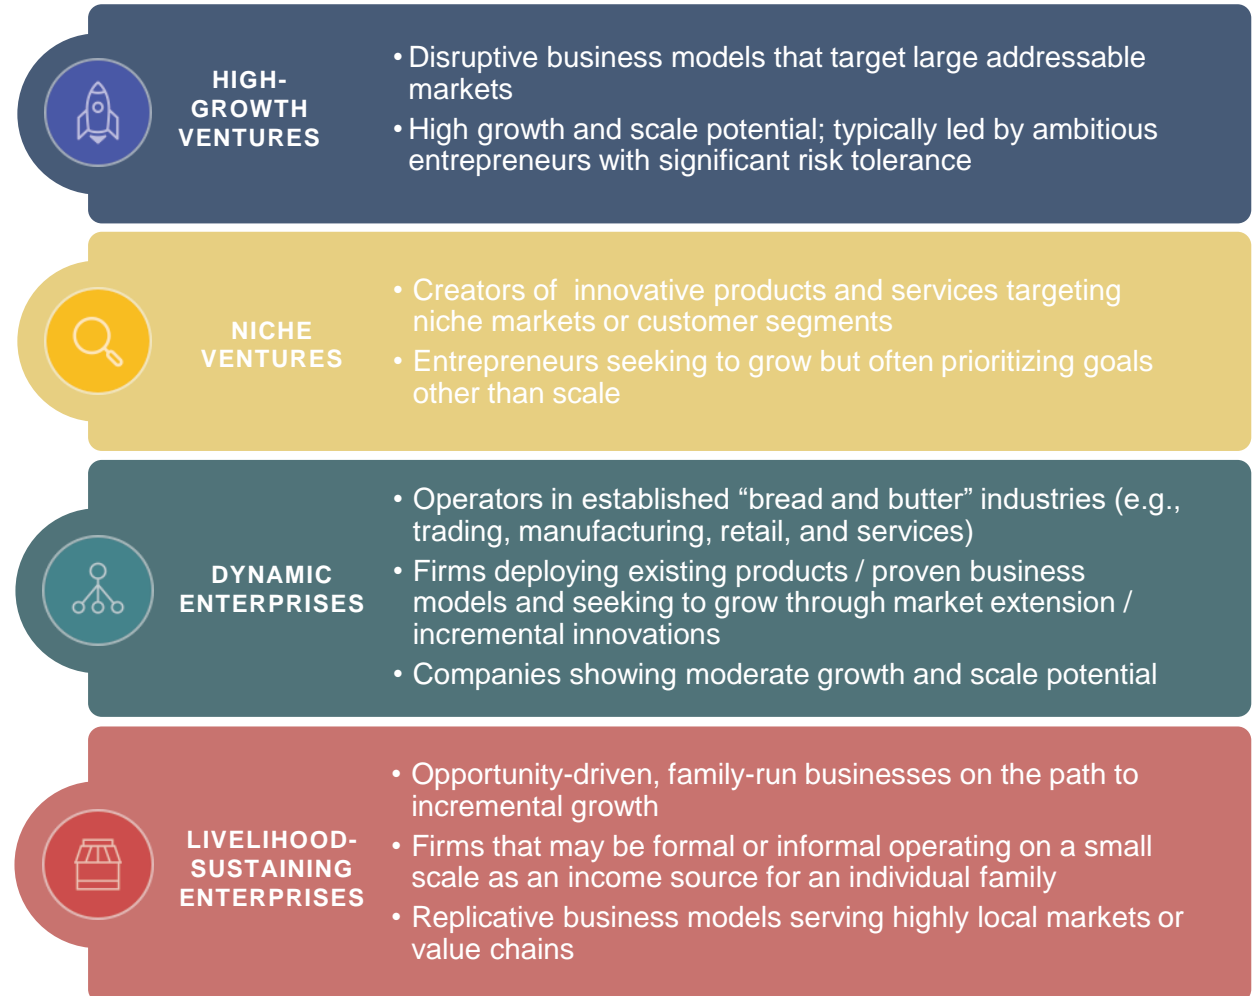 HIGH-
GROWTH
VENTURES
• Disruptive business models that target large addressable
markets
• High growth and scale potential; typically led by ambitious
entrepreneurs with significant risk tolerance
NICHE
VENTURES
• Creators of  innovative products and services targeting
niche markets or customer segments
• Entrepreneurs seeking to grow but often prioritizing goals
other than scale
DYNAMIC
ENTERPRISES
• Operators in established “bread and butter” industries (e.g.,
trading, manufacturing, retail, and services)
• Firms deploying existing products / proven business
models and seeking to grow through market extension /
incremental innovations
• Companies showing moderate growth and scale potential
LIVELIHOOD-
SUSTAINING
ENTERPRISES
• Opportunity-driven, family-run businesses on the path to
incremental growth
• Firms that may be formal or informal operating on a small
scale as an income source for an individual family
• Replicative business models serving highly local markets or
value chains